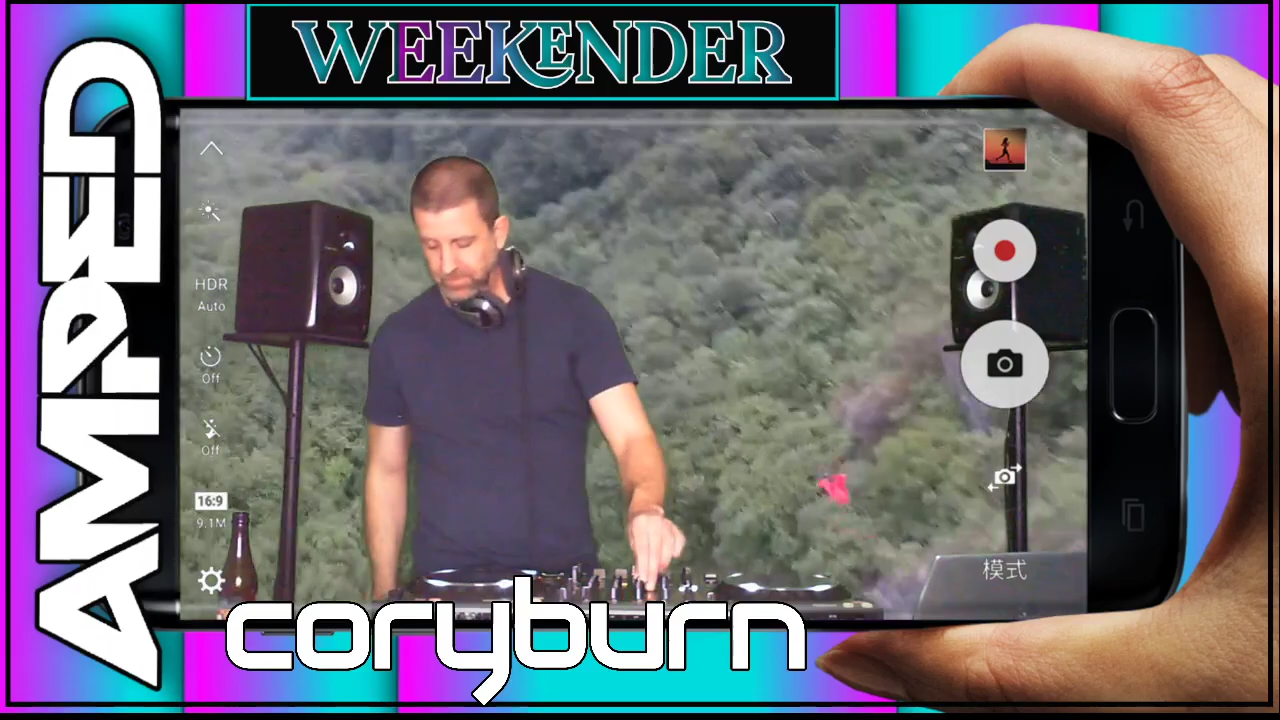 WEEKENDER
AMPED
HDR
Auto
Off
Off
16:9
9.1M
模式
coryburn